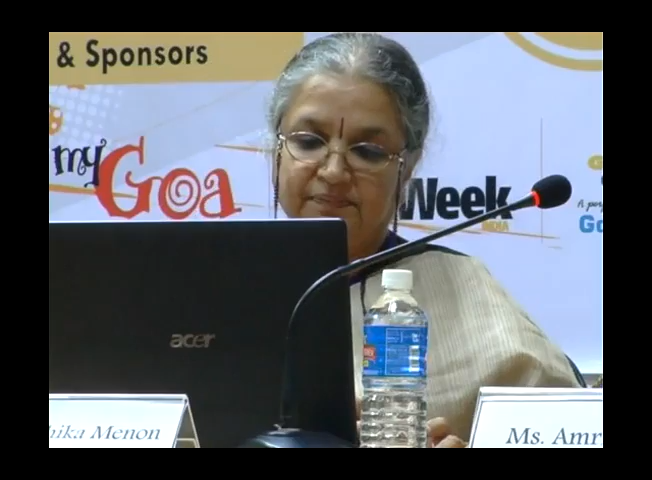 & Sponsors
my Goa
Week
INDIA
acer
hika Menon
Ms. Amr